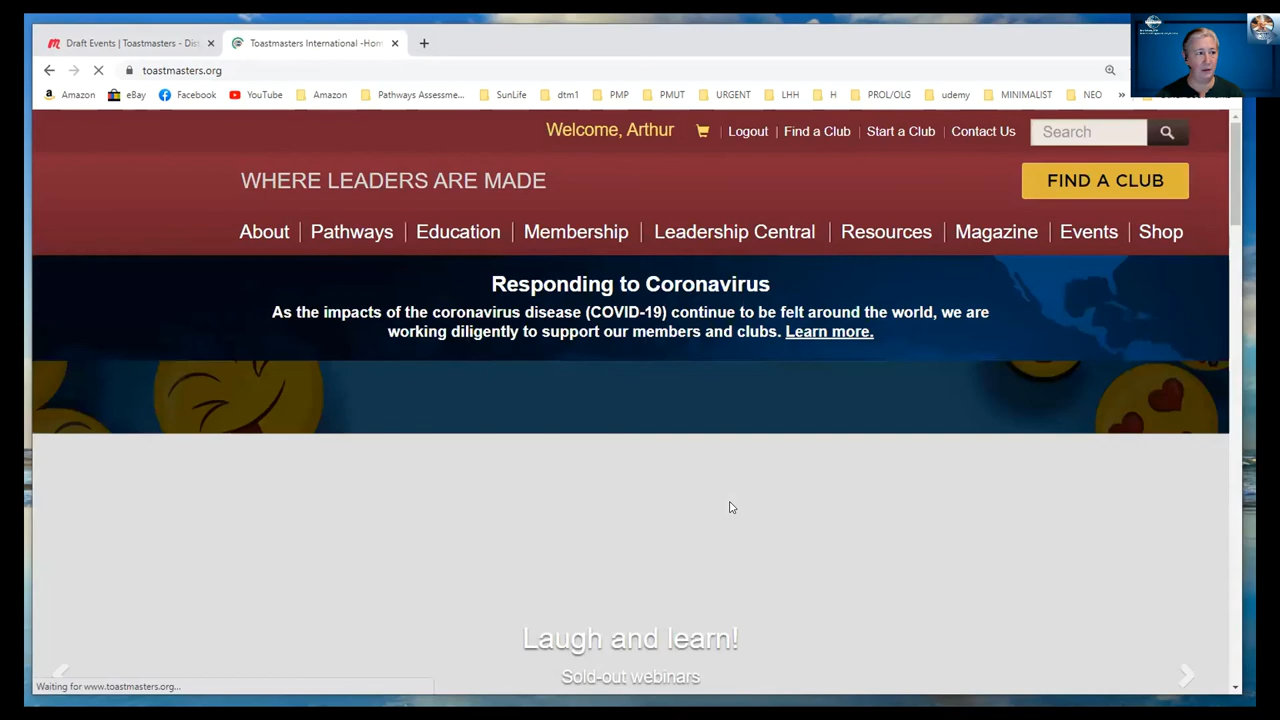 Draft Events | Toastmasters - Dis
Toastmasters International -Hom
toastmasters.org
Amazon eBay Facebook YouTube Amazon Pathways Assessme... SunLife dtm1 PMP PMUT URGENT LHH H PROL/OLG udemy MINIMALIST NEO »
Welcome, Arthur Logout Find a Club Start a Club Contact Us Search
WHERE LEADERS ARE MADE
FIND A CLUB
About Pathways Education Membership Leadership Central Resources Magazine Events Shop
Responding to Coronavirus
As the impacts of the coronavirus disease (COVID-19) continue to be felt around the world, we are
working diligently to support our members and clubs. Learn more.
Laugh and learn!
Sold-out webinars
Waiting for www.toastmasters.org...